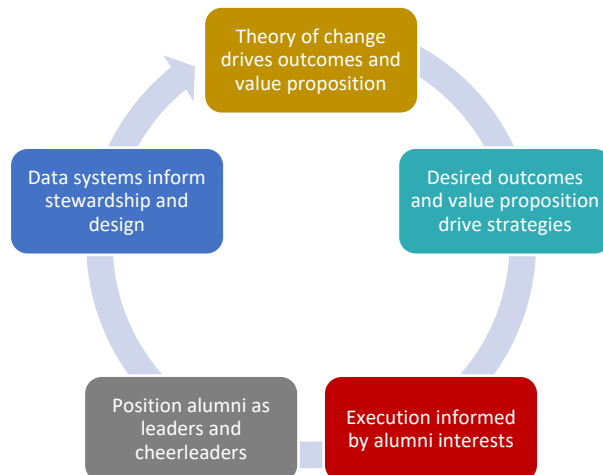 Theory of change
drives outcomes and
value proposition
Desired outcomes
and value proposition
drive strategies
Execution informed
by alumni interests
Position alumni as
leaders and
cheerleaders
Data systems inform
stewardship and
design